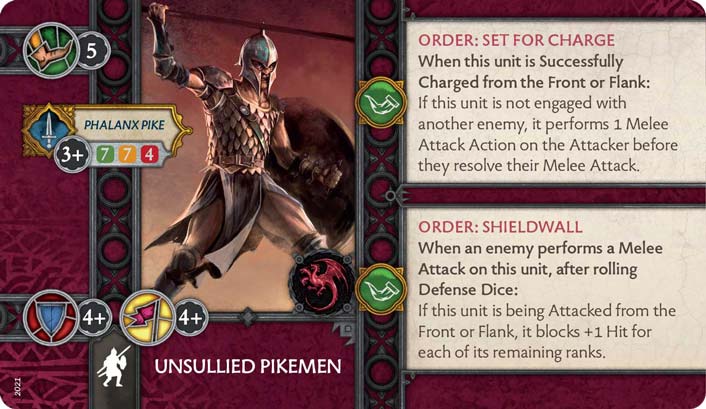 5
PHALANX PIKE
3+ 7 7 4
4+ 4+
UNSULLIED PIKEMEN
2021
ORDER: SET FOR CHARGE
When this unit is Successfully
Charged from the Front or Flank:
If this unit is not engaged with
another enemy, it performs 1 Melee
Attack Action on the Attacker before
they resolve their Melee Attack.
ORDER: SHIELDWALL
When an enemy performs a Melee
Attack on this unit, after rolling
Defense Dice:
If this unit is being Attacked from the
Front or Flank, it blocks +1 Hit for
each of its remaining ranks.